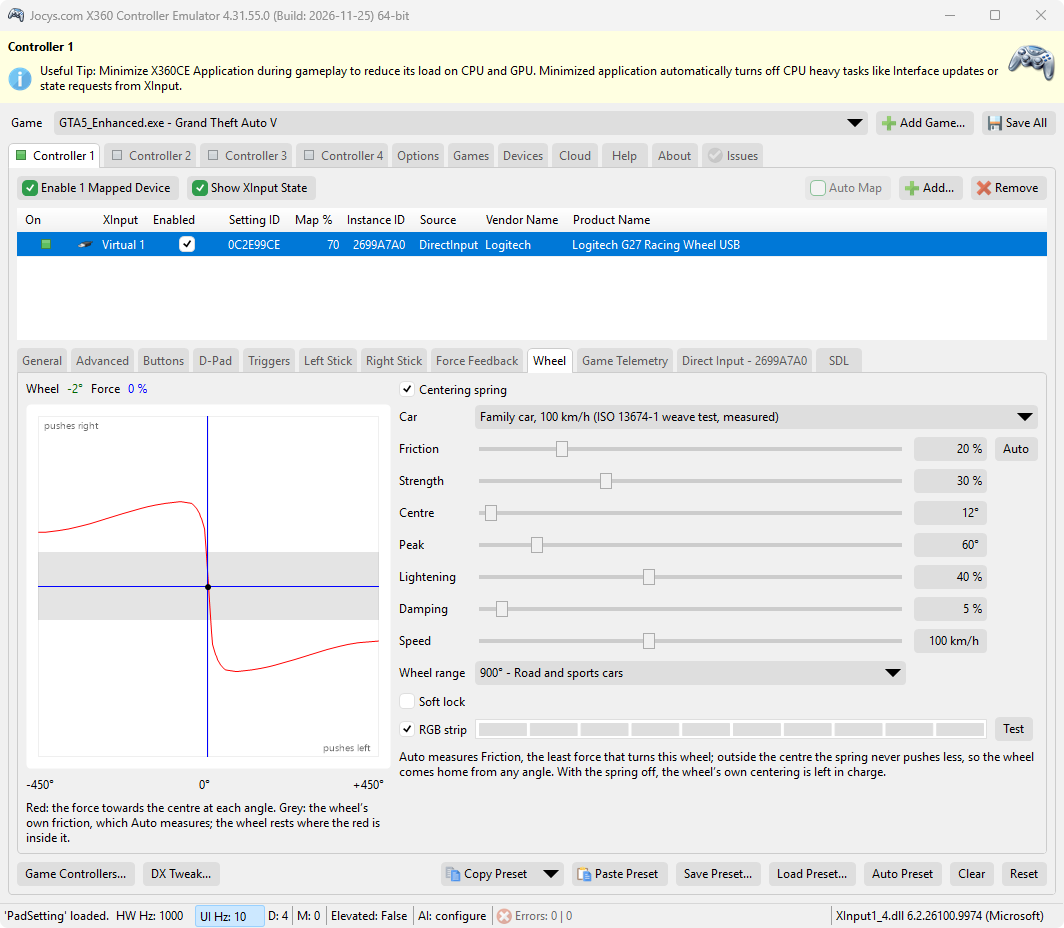 Jocys.com X360 Controller Emulator 4.31.55.0 (Build: 2026-11-25) 64-bit
Controller 1
Useful Tip: Minimize X360CE Application during gameplay to reduce its load on CPU and GPU. Minimized application automatically turns off CPU heavy tasks like Interface updates or
state requests from XInput.
Game GTA5_Enhanced.exe - Grand Theft Auto V Add Game... Save All
Controller 1 Controller 2 Controller 3 Controller 4 Options Games Devices Cloud Help About Issues
Enable 1 Mapped Device Show XInput State Auto Map Add... Remove
On XInput Enabled Setting ID Map % Instance ID Source Vendor Name Product Name
Virtual 1 0C2E99CE 70 2699A7A0 DirectInput Logitech Logitech G27 Racing Wheel USB
General Advanced Buttons D-Pad Triggers Left Stick Right Stick Force Feedback Wheel Game Telemetry Direct Input - 2699A7A0 SDL
Wheel -2° Force 0 %
pushes right
pushes left
-450° 0° +450°
Red: the force towards the centre at each angle. Grey: the wheel's
own friction, which Auto measures; the wheel rests where the red is
inside it.
Centering spring
Car Family car, 100 km/h (ISO 13674-1 weave test, measured)
Friction 20 % Auto
Strength 30 %
Centre 12°
Peak 60°
Lightening 40 %
Damping 5 %
Speed 100 km/h
Wheel range 900° - Road and sports cars
Soft lock
RGB strip Test
Auto measures Friction, the least force that turns this wheel; outside the centre the spring never pushes less, so the wheel
comes home from any angle. With the spring off, the wheel's own centering is left in charge.
Game Controllers... DX Tweak... Copy Preset Paste Preset Save Preset... Load Preset... Auto Preset Clear Reset
'PadSetting' loaded. HW Hz: 1000 UI Hz: 10 D: 4 M: 0 Elevated: False AI: configure Errors: 0 | 0 XInput1_4.dll 6.2.26100.9974 (Microsoft)